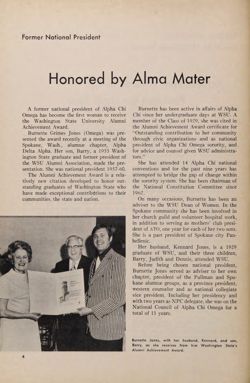 Former National President
Honored by Alma Mater
A former national president of Alpha Chi
Omega has become the first woman to receive
the Washington State University Alumni
Achievement Award.
Burnette Grimes Jones (Omega) was pre-
sented the award recently at a meeting of the
Spokane, Wash., alumnae chapter, Alpha
Delta Alpha. Her son, Barry, a 1955 Wash-
ington State graduate and former president of
the WSU Alumni Association, made the pre-
sentation. She was national president 1957-60.
The Alumni Achievement Award is a rela-
tively new citation developed to honor out-
standing graduates of Washington State who
have made exceptional contributions to their
communities, the state and nation.
Burnette has been active in affairs of Alpha
Chi since her undergraduate days at WSU. A
member of the Class of 1929, she was cited in
the Alumni Achievement Award certificate for
"Outstanding contribution to her community
through civic organizations and as national
president of Alpha Chi Omega sorority, and
for advice and counsel given WSU administra-
tors."
She has attended 14 Alpha Chi national
conventions and for the past nine years has
attempted to bridge the gap of change within
the sorority system. She has been chairman of
the National Constitution Committee since
1962.
On many occasions, Burnette has been an
adviser to the WSU Dean of Women. In the
Spokane community she has been involved in
her church guild and volunteer hospital work,
in addition to serving as mothers' club presi-
dent of ATO, one year for each of her two sons.
She is a past president of Spokane city Pan-
hellenic.
Her husband, Kennard Jones, is a 1929
graduate of WSU, and their three children,
Barry, Judith and Dennis, attended WSU.
Before being chosen national president,
Burnette Jones served as adviser to her own
chapter, president of the Pullman and Spo-
kane alumnae groups, as a province president,
western counselor and as national collegiate
vice president. Including her presidency and
with two years as NPC delegate, she was on the
National Council of Alpha Chi Omega for a
total of 11 years.
Burnette Jones, with her husband, Kennard, and son,
Barry, as she receives from him Washington State's
Alumni Achievement Award.
4